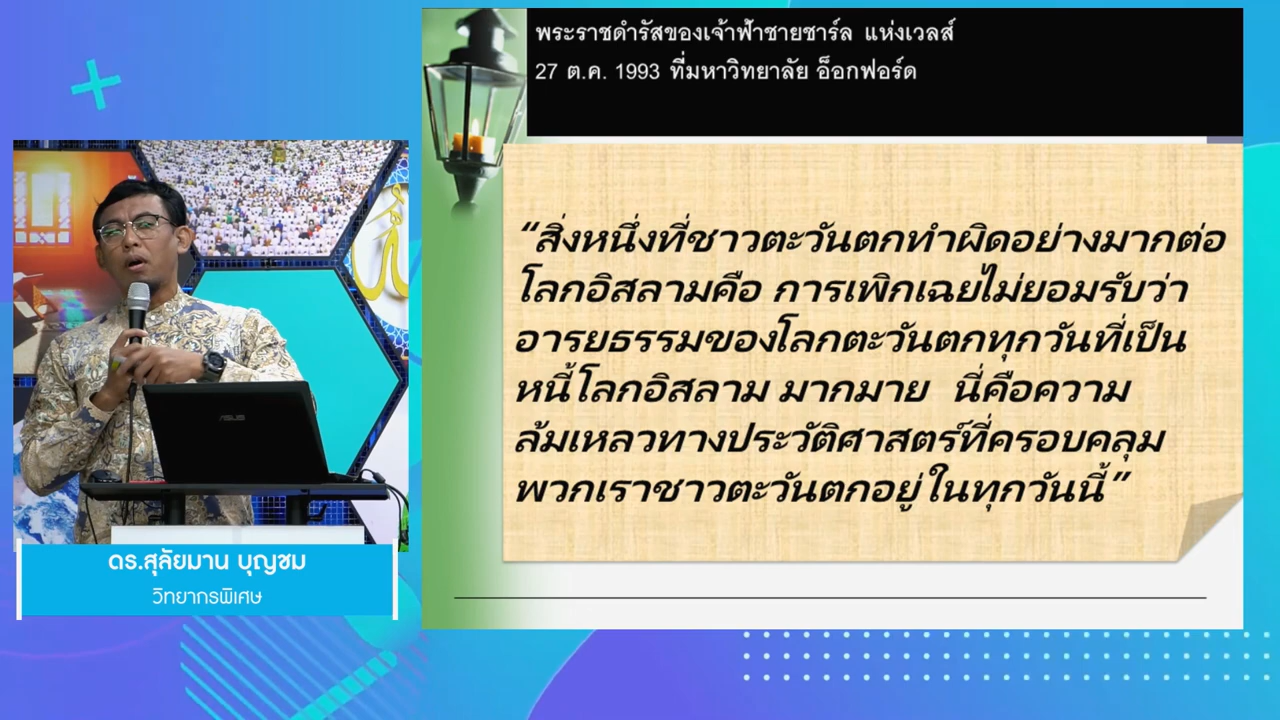 พระราชดำรัสของเจ้าฟ้าชายชาร์ล แห่งเวลส์
27 ต.ค. 1993 ที่มหาวิทยาลัย อ็อกฟอร์ด
“สิ่งหนึ่งที่ชาวตะวันตกทำผิดอย่างมากต่อ
โลกอิสลามคือ การเพิกเฉยไม่ยอมรับว่า
อารยธรรมของโลกตะวันตกทุกวันที่เป็น
หนี้โลกอิสลาม มากมาย นี่คือความ
ล้มเหลวทางประวัติศาสตร์ที่ครอบคลุม
พวกเราชาวตะวันตกอยู่ในทุกวันนี้”
ASUS
ดร.สุลัยมาน บุญชม
วิทยากรพิเศษ